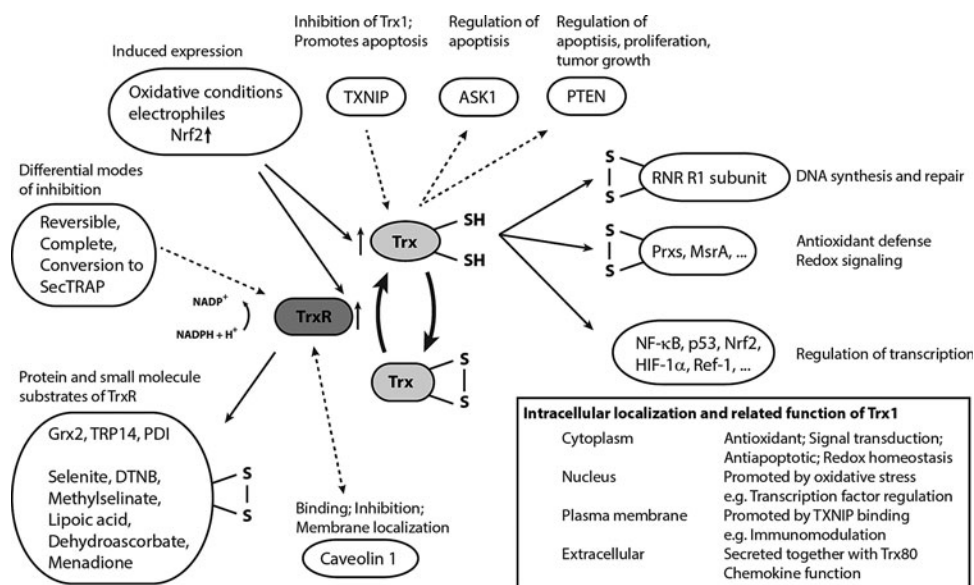 Inhibition of Trx1;
Promotes apoptosis
Regulation of
apoptisis
Regulation of
apoptisis, proliferation,
tumor growth
Induced expression
Oxidative conditions
electrophiles
Nrf2
TXNIP
ASK1
PTEN
Differential modes
of inhibition
Reversible,
Complete,
Conversion to
SecTRAP
Trx
SH
SH
S
S
RNR R1 subunit
DNA synthesis and repair
S
S
Prxs, MsrA, ...
Antioxidant defense
Redox signaling
NADP+
NADPH + H+
TrxR
NF-κB, p53, Nrf2,
HIF-1α, Ref-1, ...
Regulation of transcription
Trx
S
S
Protein and small molecule
substrates of TrxR
Grx2, TRP14, PDI
Selenite, DTNB,
Methylselinate,
Lipoic acid,
Dehydroascorbate,
Menadione
S
S
Binding; Inhibition;
Membrane localization
Caveolin 1
Intracellular localization and related function of Trx1
Cytoplasm Antioxidant; Signal transduction;
Antiapoptotic; Redox homeostasis
Nucleus Promoted by oxidative stress
e.g. Transcription factor regulation
Plasma membrane Promoted by TXNIP binding
e.g. Immunomodulation
Extracellular Secreted together with Trx80
Chemokine function